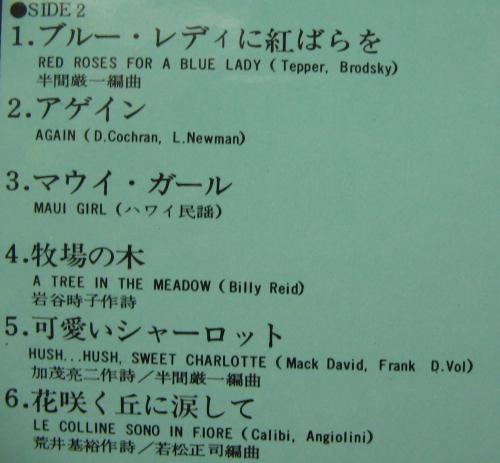 ●SIDE 2
1.ブルー・レディに紅ばらを
RED ROSES FOR A BLUE LADY (Tepper, Brodsky)
半間厳一編曲
2.アゲイン
AGAIN (D.Cochran, L.Newman)
3.マウイ・ガール
MAUI GIRL (ハワイ民謡)
4.牧場の木
A TREE IN THE MEADOW (Billy Reid)
岩谷時子作詩
5.可愛いシャーロット
HUSH...HUSH, SWEET CHARLOTTE (Mack David, Frank D.Vol)
加茂亮二作詩/半間厳一編曲
6.花咲く丘に涙して
LE COLLINE SONO IN FIORE (Calibi, Angiolini)
荒井基裕作詩/若松正司編曲